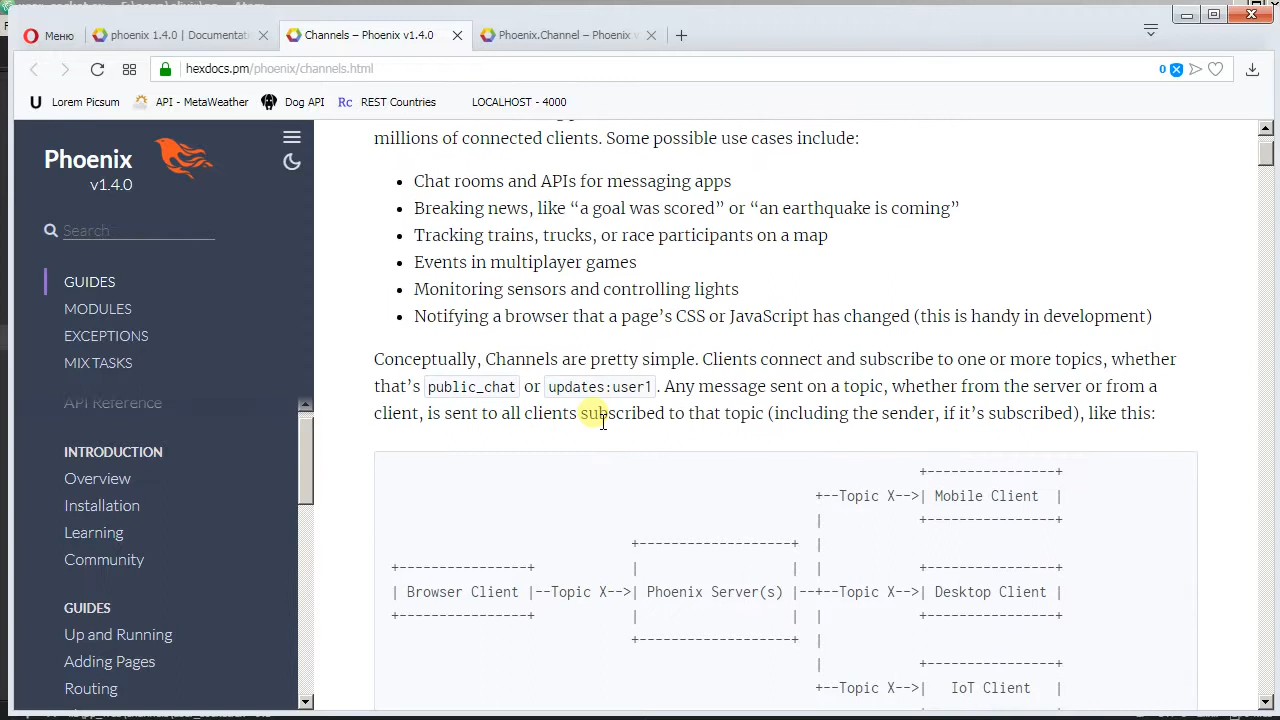 Меню
phoenix 1.4.0 | Documentat
Channels – Phoenix v1.4.0
Phoenix.Channel – Phoenix v
hexdocs.pm/phoenix/channels.html
0
Lorem Picsum
API - MetaWeather
Dog API
Rc REST Countries
LOCALHOST - 4000
Phoenix
v1.4.0
Search
GUIDES
MODULES
EXCEPTIONS
MIX TASKS
API Reference
INTRODUCTION
Overview
Installation
Learning
Community
GUIDES
Up and Running
Adding Pages
Routing
millions of connected clients. Some possible use cases include:
• Chat rooms and APIs for messaging apps
• Breaking news, like “a goal was scored” or “an earthquake is coming”
• Tracking trains, trucks, or race participants on a map
• Events in multiplayer games
• Monitoring sensors and controlling lights
• Notifying a browser that a page’s CSS or JavaScript has changed (this is handy in development)
Conceptually, Channels are pretty simple. Clients connect and subscribe to one or more topics, whether
that’s public_chat or updates:user1. Any message sent on a topic, whether from the server or from a
client, is sent to all clients subscribed to that topic (including the sender, if it’s subscribed), like this:
+----------------+
+--Topic X-->| Mobile Client |
| +----------------+
+-------------------+ |
+----------------+ | | | +----------------+
| Browser Client |--Topic X-->| Phoenix Server(s) |--+--Topic X-->| Desktop Client |
+----------------+ | | | +----------------+
+-------------------+ |
| +----------------+
+--Topic X-->| IoT Client |